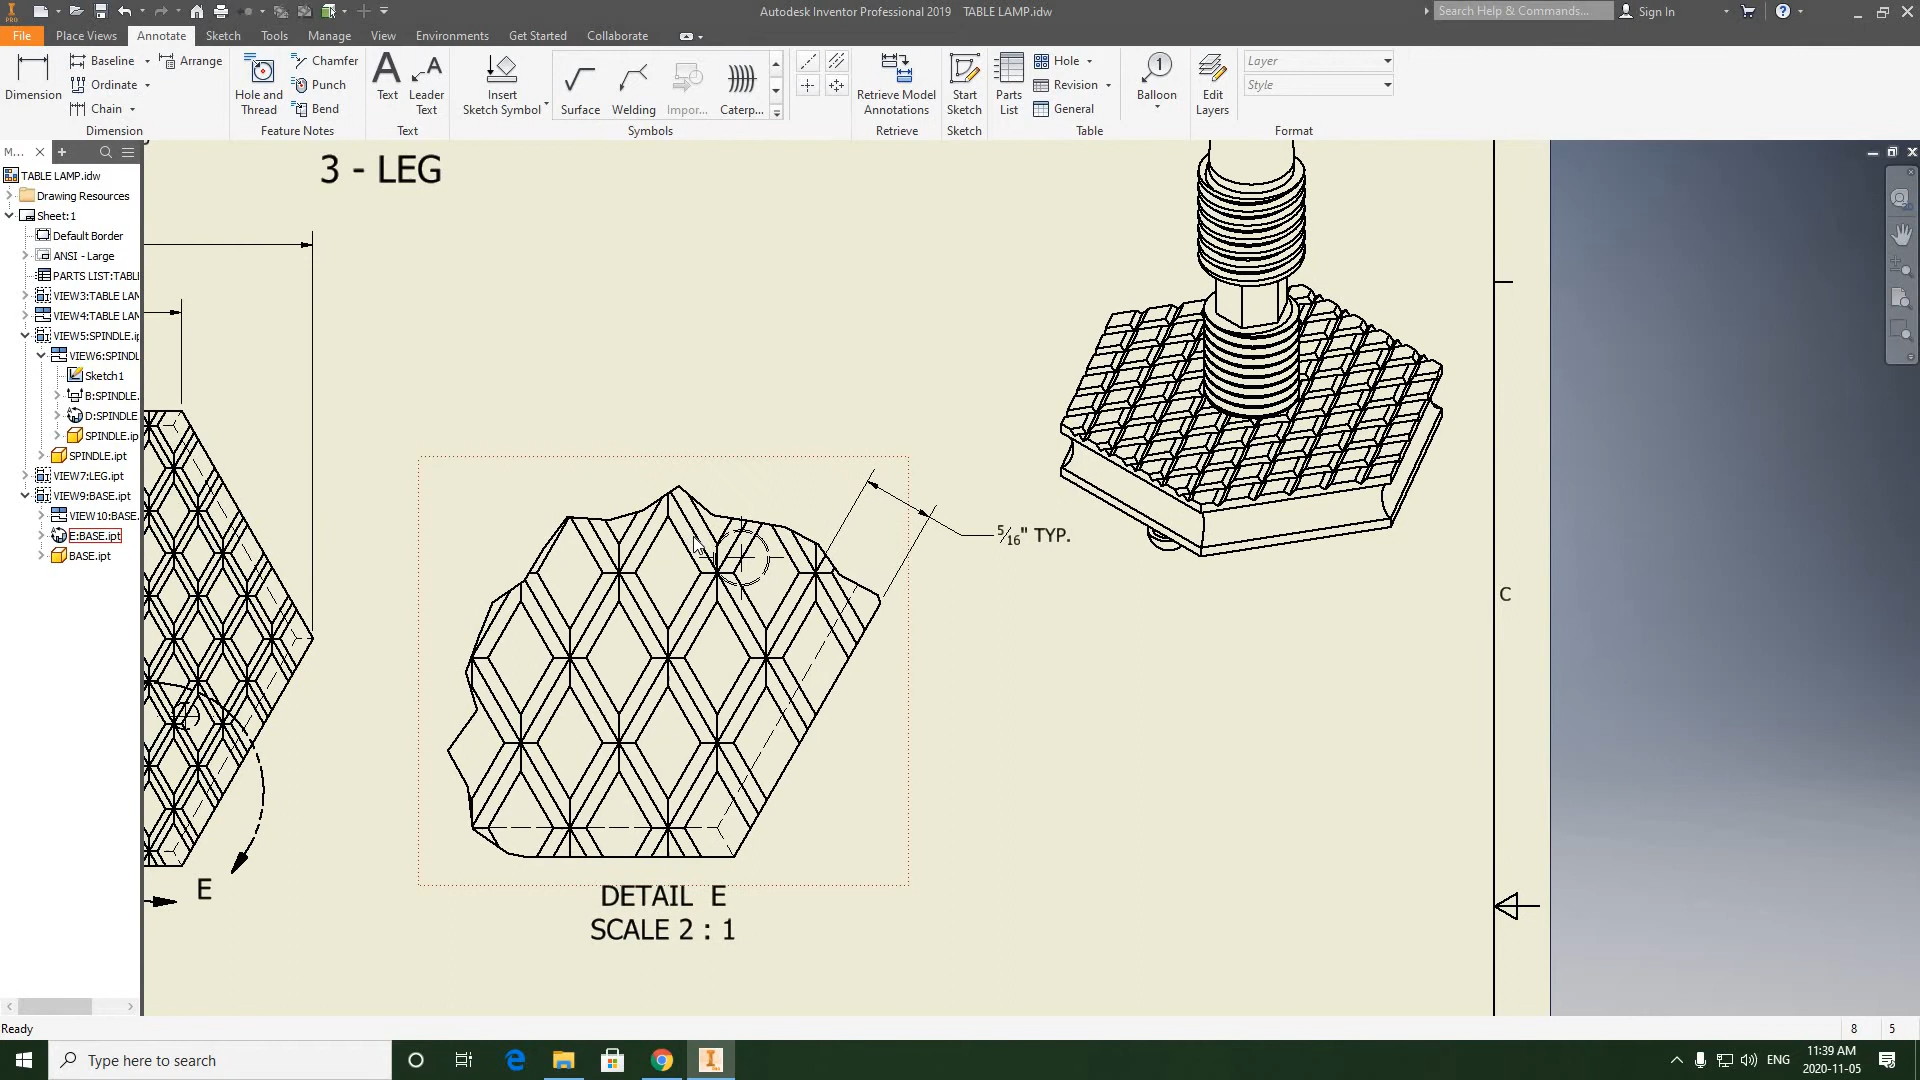 PRO
Autodesk Inventor Professional 2019 TABLE LAMP.idw
Search Help & Commands...
Sign In
File Place Views Annotate Sketch Tools Manage View Environments Get Started Collaborate
Dimension
Baseline
Ordinate
Chain
Arrange
Dimension
Hole and
Thread
Chamfer
Punch
Bend
Feature Notes
Text
Leader
Text
Text
Insert
Sketch Symbol
Surface
Welding
Impor...
Caterp...
Symbols
Retrieve Model
Annotations
Retrieve
Start
Sketch
Sketch
Parts
List
Hole
Revision
General
Table
1
Balloon
Edit
Layers
Layer
Style
Format
M...
TABLE LAMP.idw
Drawing Resources
Sheet:1
Default Border
ANSI - Large
PARTS LIST:TABL
VIEW3:TABLE LAM
VIEW4:TABLE LAM
VIEW5:SPINDLE.i
VIEW6:SPINDL
Sketch1
B:SPINDLE.
D:SPINDLE
SPINDLE.ip
SPINDLE.ipt
VIEW7:LEG.ipt
VIEW9:BASE.ipt
VIEW10:BASE.
E:BASE.ipt
BASE.ipt
3 - LEG
5/16" TYP.
C
E
DETAIL E
SCALE 2 : 1
Ready
8 5
Type here to search
ENG
11:39 AM
2020-11-05